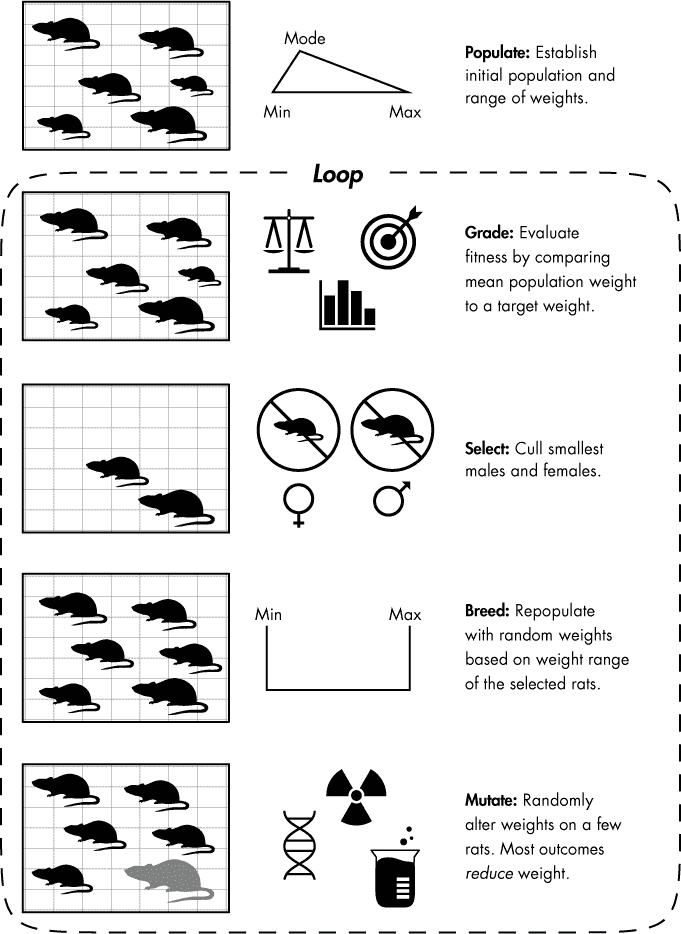 Mode
Min Max
Populate: Establish
initial population and
range of weights.
Loop
Grade: Evaluate
fitness by comparing
mean population weight
to a target weight.
Select: Cull smallest
males and females.
Min Max
Breed: Repopulate
with random weights
based on weight range
of the selected rats.
Mutate: Randomly
alter weights on a few
rats. Most outcomes
reduce weight.